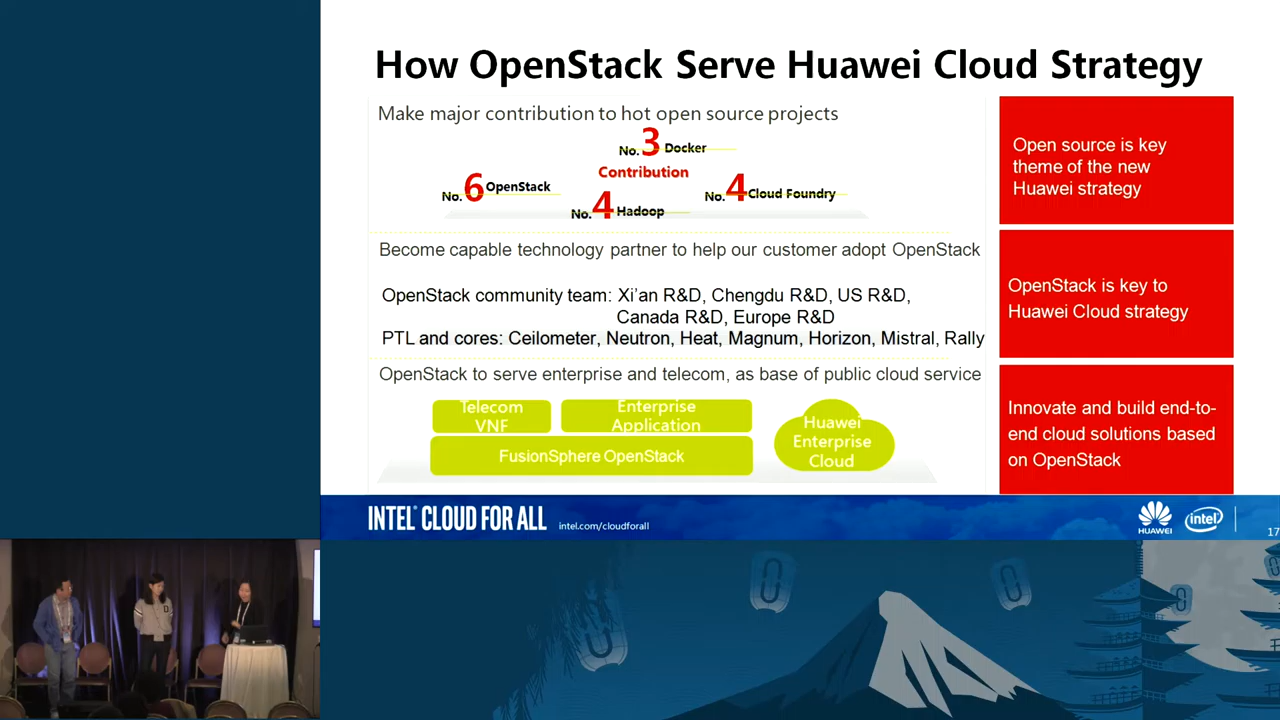 How OpenStack Serve Huawei Cloud Strategy
Make major contribution to hot open source projects
No.3 Docker
Contribution
No.6 OpenStack
No.4 Cloud Foundry
No.4 Hadoop
Become capable technology partner to help our customer adopt OpenStack
OpenStack community team: Xi’an R&D, Chengdu R&D, US R&D,
Canada R&D, Europe R&D
PTL and cores: Ceilometer, Neutron, Heat, Magnum, Horizon, Mistral, Rally
OpenStack to serve enterprise and telecom, as base of public cloud service
Telecom
VNF
Enterprise
Application
FusionSphere OpenStack
Huawei
Enterprise
Cloud
Open source is key
theme of the new
Huawei strategy
OpenStack is key to
Huawei Cloud strategy
Innovate and build end-to-
end cloud solutions based
on OpenStack
INTEL® CLOUD FOR ALL
intel.com/cloudforall
HUAWEI
intel
17